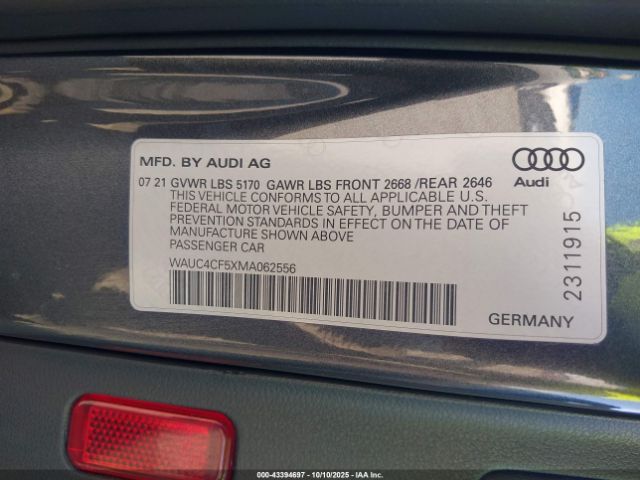 MFD. BY AUDI AG
Audi
07 21 GVWR LBS 5170 GAWR LBS FRONT 2668 /REAR 2646
THIS VEHICLE CONFORMS TO ALL APPLICABLE U.S.
FEDERAL MOTOR VEHICLE SAFETY, BUMPER AND THEFT
PREVENTION STANDARDS IN EFFECT ON THE DATE OF
MANUFACTURE SHOWN ABOVE
PASSENGER CAR
WAUC4CF5XMA062556
23111915
GERMANY
000-43394697 - 10/10/2025 - IAAI, Inc.